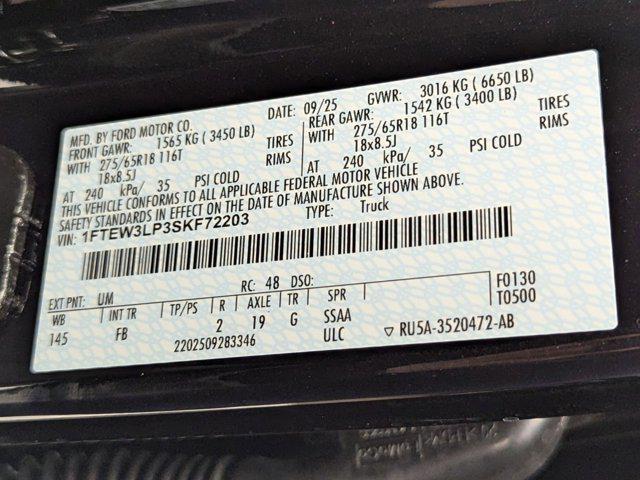 MFD. BY FORD MOTOR CO. DATE: 09/25 GVWR: 3016 KG (6650 LB)
FRONT GAWR: 1565 KG (3450 LB) REAR GAWR: 1542 KG (3400 LB)
WITH 275/65R18 116T TIRES WITH 275/65R18 116T TIRES
18x8.5J RIMS 18x8.5J RIMS
AT 240 kPa/ 35 PSI COLD AT 240 kPa/ 35 PSI COLD
THIS VEHICLE CONFORMS TO ALL APPLICABLE FEDERAL MOTOR VEHICLE
SAFETY STANDARDS IN EFFECT ON THE DATE OF MANUFACTURE SHOWN ABOVE.
VIN: 1FTEW3LP3SKF72203 TYPE: Truck
EXT PNT: UM RC: 48 DSO: F0130
WB INT TR TP/PS R AXLE TR SPR T0500
145 FB 2 19 G SSAA
2202509283346 ULC ▽ RU5A-3520472-AB